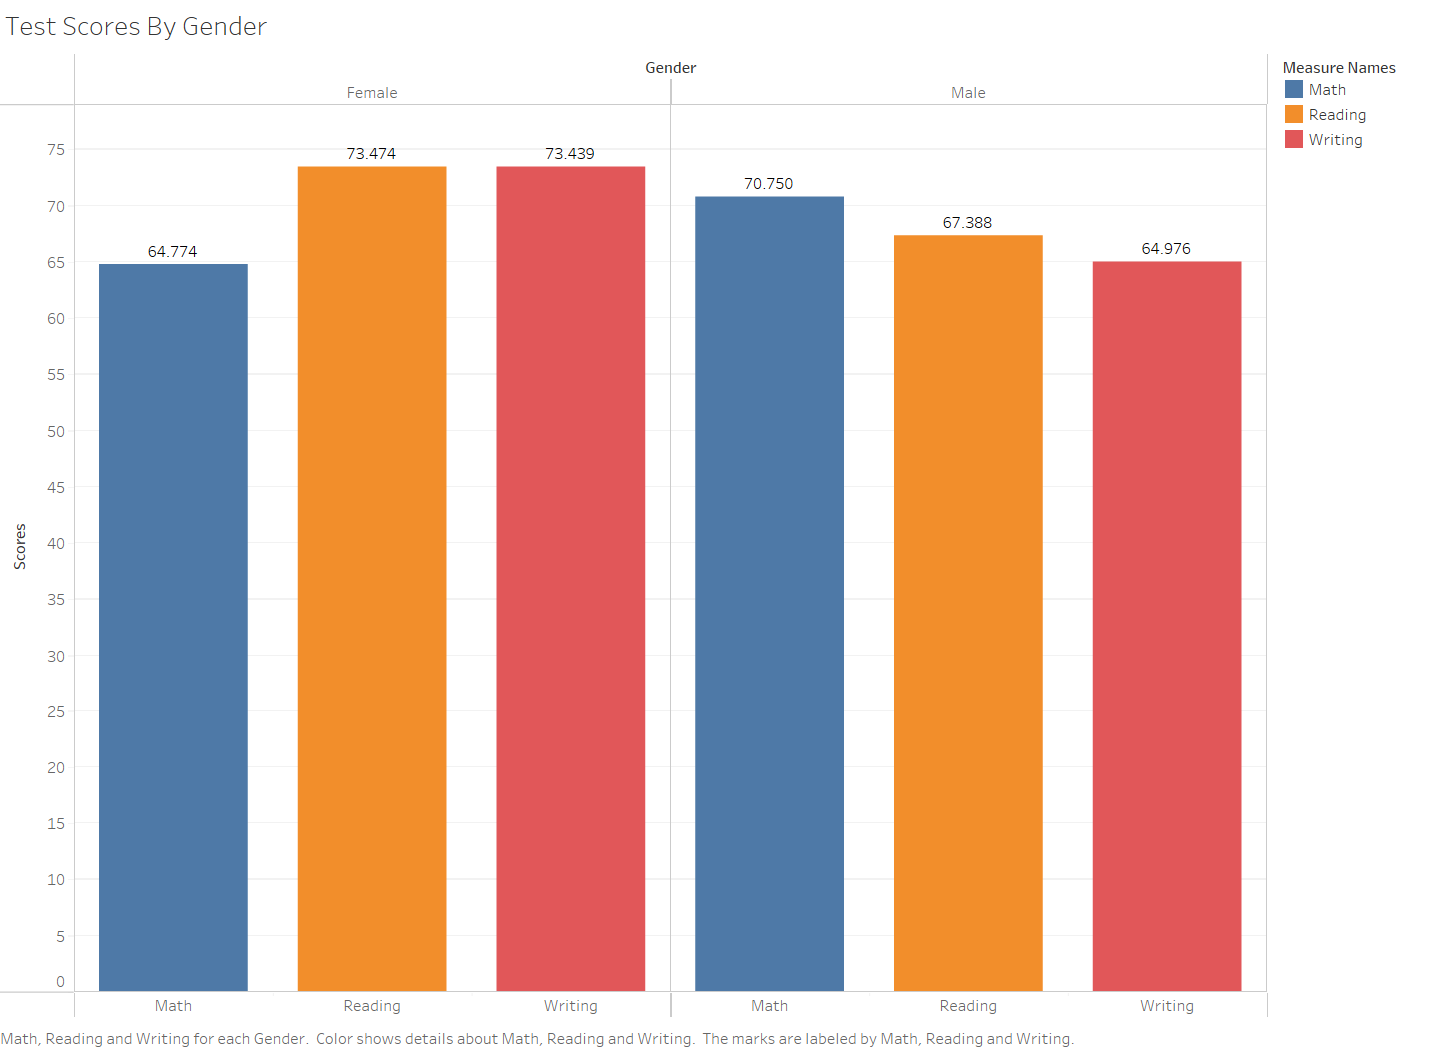 Test Scores By Gender
Gender
Female
Male
Measure Names
Math
Reading
Writing
75
70
65
60
55
50
45
40
35
30
25
20
15
10
5
0
Scores
64.774
73.474
73.439
70.750
67.388
64.976
Math
Reading
Writing
Math
Reading
Writing
Math, Reading and Writing for each Gender.  Color shows details about Math, Reading and Writing.  The marks are labeled by Math, Reading and Writing.